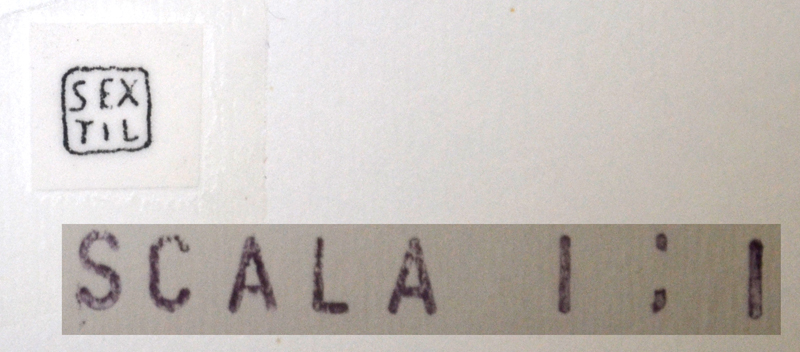 SEX
TIL
SCALA 1 ; 1